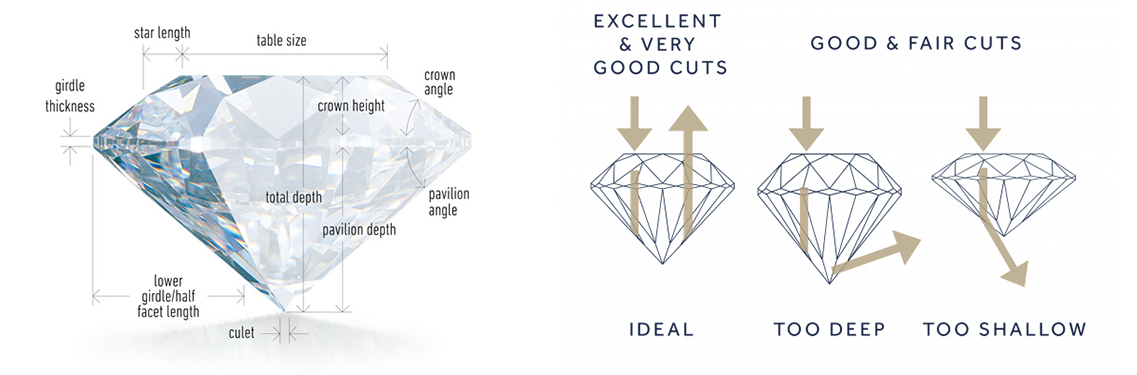 star length
table size
girdle
thickness
crown
angle
crown height
total depth
pavilion
angle
pavilion depth
lower
girdle/half
facet length
culet
EXCELLENT
& VERY
GOOD CUTS
GOOD & FAIR CUTS
IDEAL
TOO DEEP
TOO SHALLOW